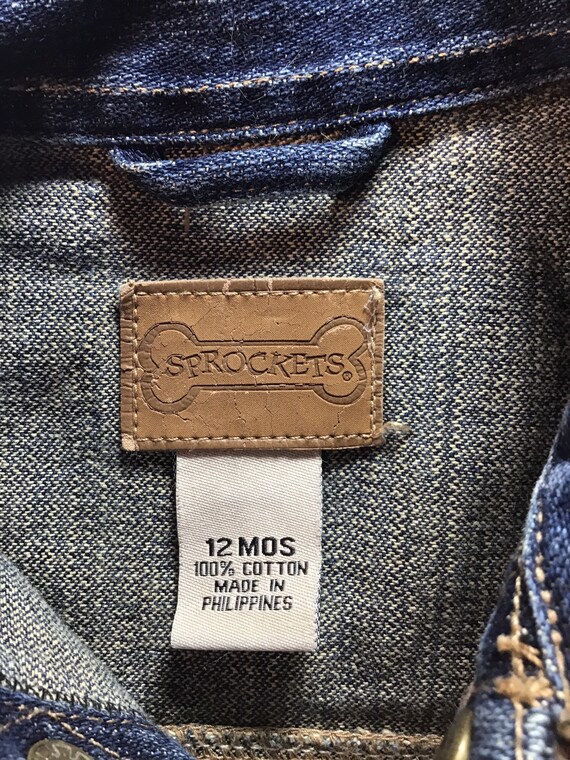 SPROCKETS®
12 MOS
100% COTTON
MADE IN
PHILIPPINES